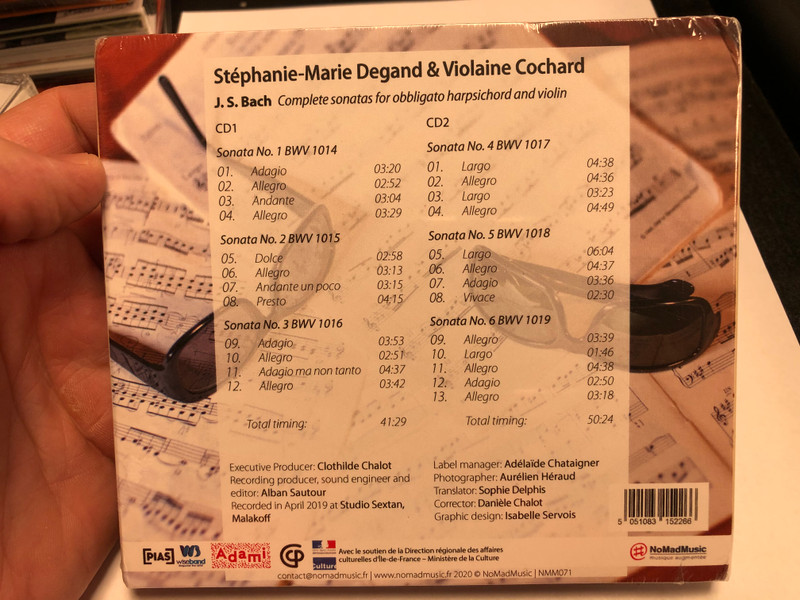 Stéphanie-Marie Degand & Violaine Cochard
J. S. Bach Complete sonatas for obbligato harpsichord and violin
CD1
Sonata No. 1 BWV 1014
01. Adagio 03:20
02. Allegro 02:52
03. Andante 03:04
04. Allegro 03:29
Sonata No. 2 BWV 1015
05. Dolce 02:58
06. Allegro 03:13
07. Andante un poco 03:15
08. Presto 04:15
Sonata No. 3 BWV 1016
09. Adagio 03:53
10. Allegro 02:51
11. Adagio ma non tanto 04:37
12. Allegro 03:42
Total timing: 41:29
CD2
Sonata No. 4 BWV 1017
01. Largo 04:38
02. Allegro 04:36
03. Largo 03:23
04. Allegro 04:49
Sonata No. 5 BWV 1018
05. Largo 06:04
06. Allegro 04:37
07. Adagio 03:36
08. Vivace 02:30
Sonata No. 6 BWV 1019
09. Allegro 03:39
10. Largo 01:46
11. Allegro 04:38
12. Adagio 02:50
13. Allegro 03:18
Total timing: 50:24
Executive Producer: Clothilde Chalot
Recording producer, sound engineer and
editor: Alban Sautour
Recorded in April 2019 at Studio Sextan,
Malakoff
Label manager: Adélaïde Chataigner
Photographer: Aurélien Héraud
Translator: Sophie Delphis
Corrector: Danièle Chalot
Graphic design: Isabelle Servois
5 051083 152266
[PIAS]
wiseband
Adami
Culture
Avec le soutien de la Direction régionale des affaires
culturelles d'Île-de-France – Ministère de la Culture
NoMadMusic
musique augmentée
contact@nomadmusic.fr | www.nomadmusic.fr 2020 © NoMadMusic | NMM071